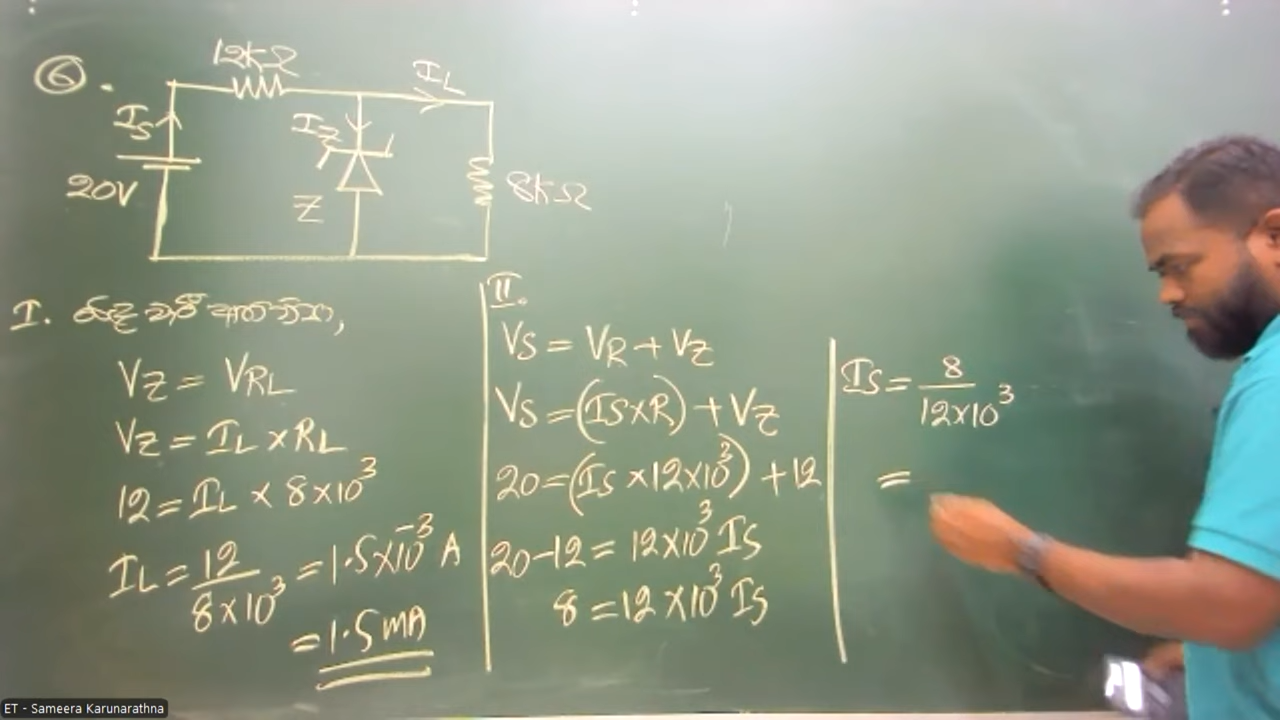 6.
12kΩ
IL
IS
IZ
20V
Z
8kΩ
I.
VZ = VRL
VZ = IL × RL
12 = IL × 8×10³
IL = 12/8×10³ = 1.5×10⁻³ A
= 1.5 mA
II.
VS = VR + VZ
VS = (IS×R) + VZ
20 = (IS ×12×10³) + 12
20-12 = 12×10³ IS
8 = 12×10³ IS
IS = 8/12×10³
=
ET - Sameera Karunarathna